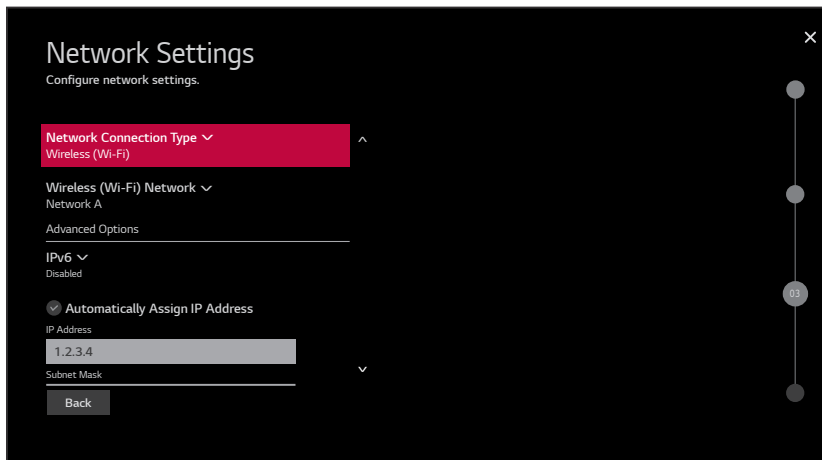 Network Settings
Configure network settings.
Network Connection Type
Wireless (Wi-Fi)
Wireless (Wi-Fi) Network
Network A
Advanced Options
IPv6
Disabled
Automatically Assign IP Address
IP Address
1.2.3.4
Subnet Mask
Back
03